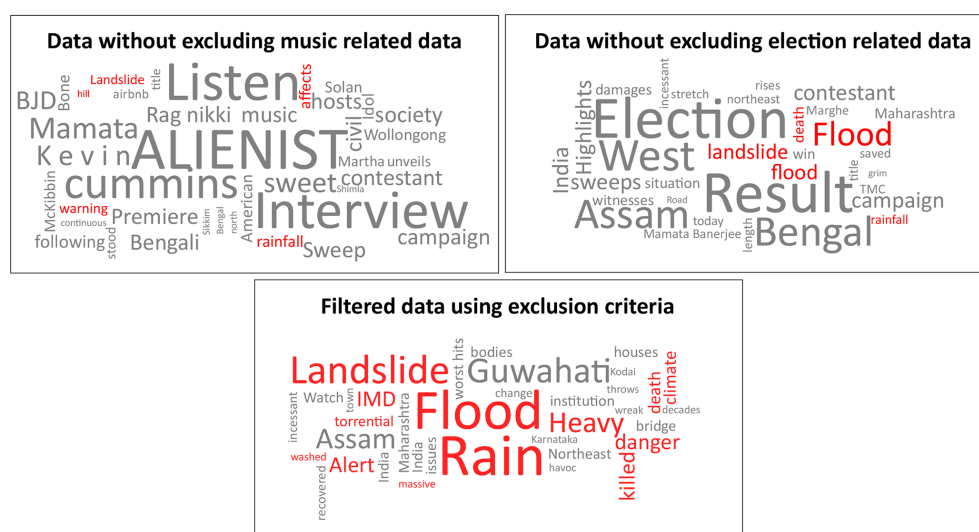 Data without excluding music related data
Listen
Landslide
title
affects
Solan
hill
airbnb
Bone
BJD
hosts
idol
Rag nikki music
society
Mamata
civil
Wollongong
ALIENIST
Kevin
Martha unveils
contestant
cummins
sweet
Shimla
McKibbin
American
Interview
warning
Premiere
Sikkim
Bengal
north
continuous
stood
following
Bengali
rainfall
Sweep
campaign
Data without excluding election related data
damages
incessant
stretch
rises
northeast
contestant
Highlights
Election
death
Marghe
Maharashtra
Flood
India
West
landslide
win
saved
flood
title
grim
sweeps
situation
Result
TMC
witnesses
Road
campaign
Assam
today
rainfall
Mamata Banerjee
length
Bengal
Filtered data using exclusion criteria
worst hits
bodies
houses
Landslide
Guwahati
Kodai
death
climate
throws
change
incessant
Watch
town
IMD
Maharashtra
Flood
institution
wreak
decades
torrential
Heavy
bridge
Assam
India
issues
Rain
Karnataka
danger
Northeast
washed
Alert
India
havoc
killed
recovered
massive